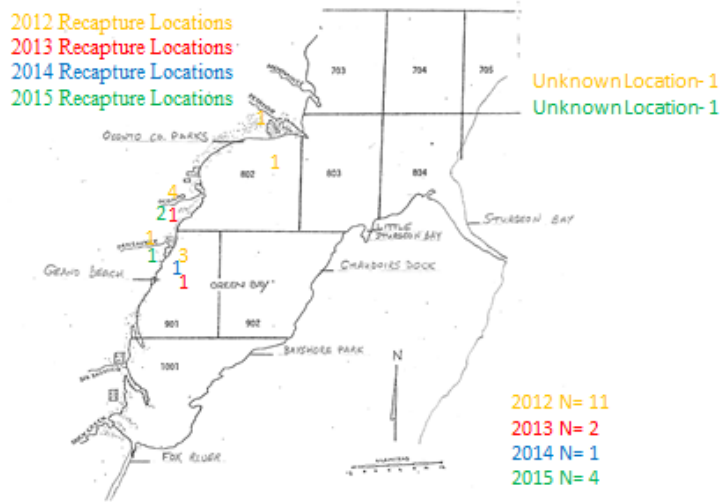 2012 Recapture Locations
2013 Recapture Locations
2014 Recapture Locations
2015 Recapture Locations
Unknown Location- 1
Unknown Location- 1
703
704
705
1
OCONTO CO. PARKS
1
802
803
804
4
2 1
LITTLE
STURGEON BAY
STURGEON BAY
1
1
3
1
1
GRAND BEACH
GREEN BAY
CHAUDOIRS DOCK
901
902
BAYSHORE PARK
1001
N
FOX RIVER
2012 N= 11
2013 N= 2
2014 N= 1
2015 N= 4